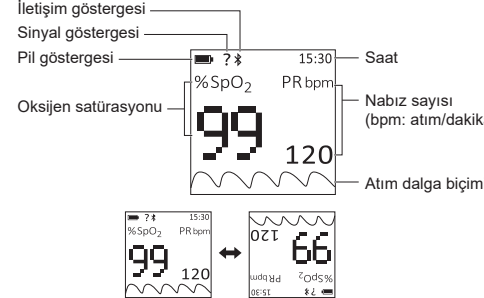 İletişim göstergesi
Sinyal göstergesi
Pil göstergesi
? 15:30
Saat
%SpO₂ PR bpm
Oksijen satürasyonu
Nabız sayısı
(bpm: atım/dakik
99
120
Atım dalga biçim
? 15:30
%SpO₂ PR bpm
99
120
? 15:30
%SpO₂ PR bpm
99
120